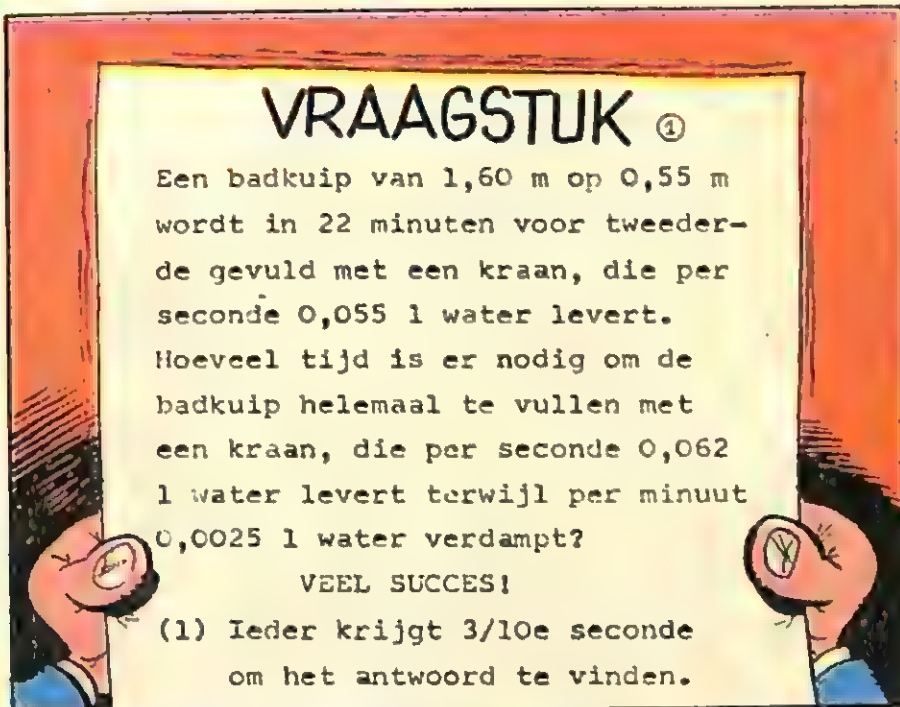 VRAAGSTUK ①
Een badkuip van 1,60 m op 0,55 m
wordt in 22 minuten voor tweeder-
de gevuld met een kraan, die per
seconde 0,055 l water levert.
Hoeveel tijd is er nodig om de
badkuip helemaal te vullen met
een kraan, die per seconde 0,062
l water levert terwijl per minuut
0,0025 l water verdampt?
VEEL SUCCES!
(1) Ieder krijgt 3/10e seconde
om het antwoord te vinden.